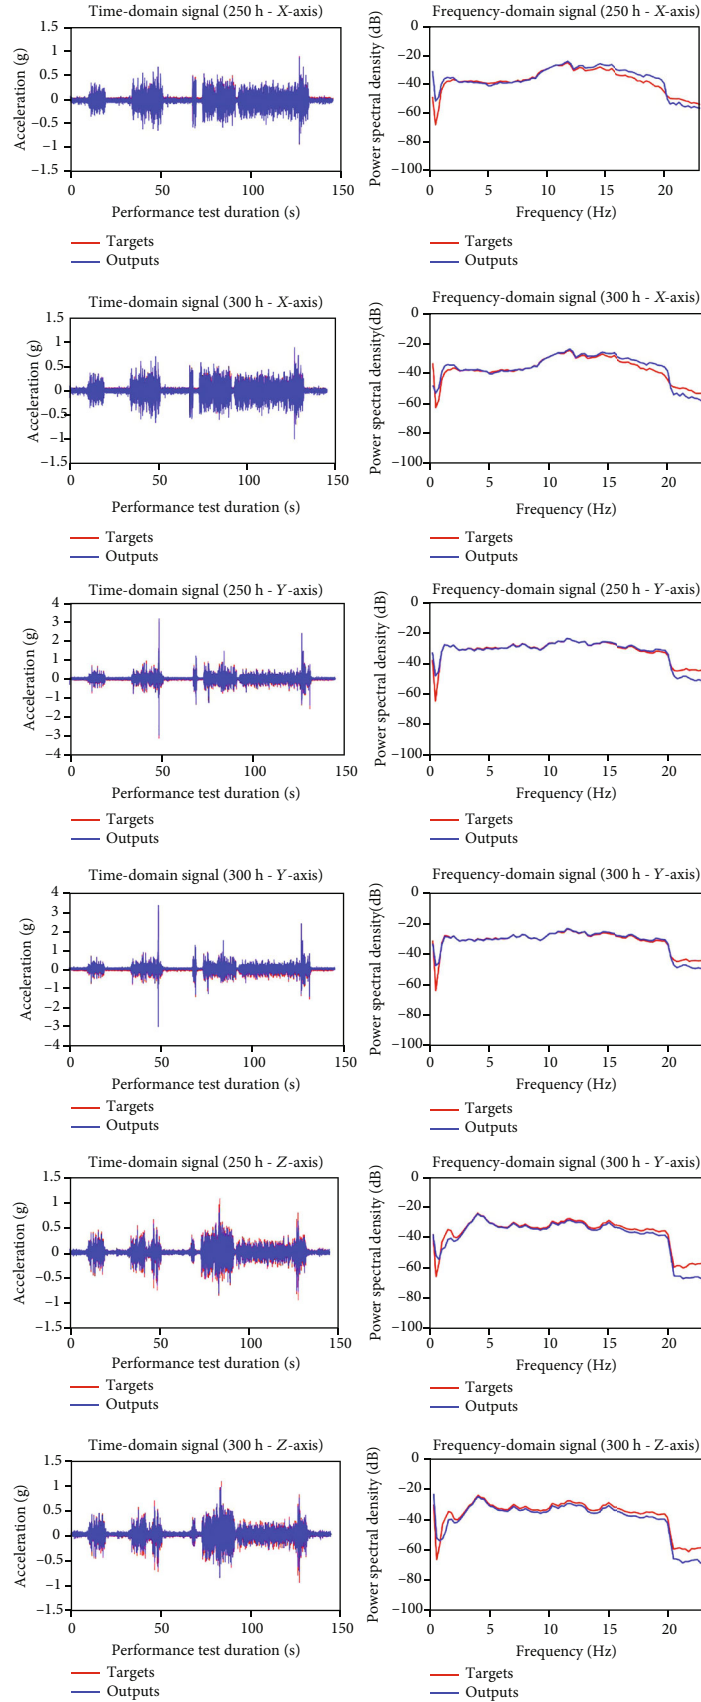 Time-domain signal (250 h - X-axis)
Acceleration (g)
1.5
1
0.5
0
−0.5
−1
−1.5
0 50 100 150
Performance test duration (s)
Targets
Outputs
Frequency-domain signal (250 h - X-axis)
Power spectral density (dB)
0
−20
−40
−60
−80
−100
0 5 10 15 20
Frequency (Hz)
Targets
Outputs
Time-domain signal (300 h - X-axis)
Acceleration (g)
1.5
1
0.5
0
−0.5
−1
−1.5
0 50 100 150
Performance test duration (s)
Targets
Outputs
Frequency-domain signal (300 h - X-axis)
Power spectral density(dB)
0
−20
−40
−60
−80
−100
0 5 10 15 20
Frequency (Hz)
Targets
Outputs
Time-domain signal (250 h - Y-axis)
Acceleration (g)
4
3
2
1
0
−1
−2
−3
−4
0 50 100 150
Performance test duration (s)
Targets
Outputs
Frequency-domain signal (250 h - Y-axis)
Power spectral density (dB)
0
−20
−40
−60
−80
−100
0 5 10 15 20
Frequency (Hz)
Targets
Outputs
Time-domain signal (300 h - Y-axis)
Acceleration (g)
4
3
2
1
0
−1
−2
−3
−4
0 50 100 150
Performance test duration (s)
Targets
Outputs
Frequency-domain signal (300 h - Y-axis)
Power spectral density(dB)
0
−20
−40
−60
−80
−100
0 5 10 15 20
Frequency (Hz)
Targets
Outputs
Time-domain signal (250 h - Z-axis)
Acceleration (g)
1.5
1
0.5
0
−0.5
−1
−1.5
0 50 100 150
Performance test duration (s)
Targets
Outputs
Frequency-domain signal (300 h - Y-axis)
Power spectral density (dB)
0
−20
−40
−60
−80
−100
0 5 10 15 20
Frequency (Hz)
Targets
Outputs
Time-domain signal (300 h - Z-axis)
Acceleration (g)
1.5
1
0.5
0
−0.5
−1
−1.5
0 50 100 150
Performance test duration (s)
Targets
Outputs
Frequency-domain signal (300 h - Z-axis)
Power spectral density (dB)
0
−20
−40
−60
−80
−100
0 5 10 15 20
Frequency (Hz)
Targets
Outputs